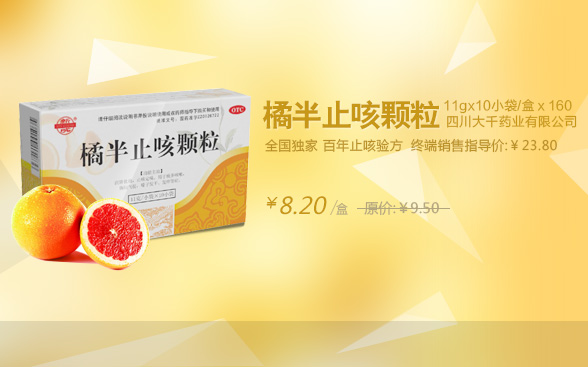 橘半止咳颗粒
11gx10小袋/盒 x 160
四川大千药业有限公司
全国独家 百年止咳验方 终端销售指导价:¥23.80
¥8.20/盒 原价:¥9.50
OTC
橘半止咳颗粒